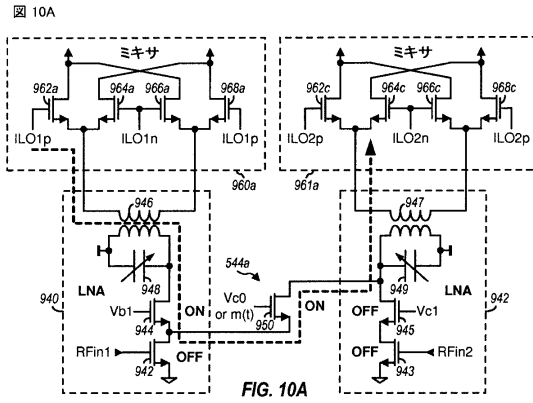 図 10A
ミキサ
ミキサ
962a
964a
966a
968a
962c
964c
966c
968c
ILO1p
ILO1n
ILO1p
ILO2p
ILO2n
ILO2p
960a
961a
946
947
544a
948
949
940
LNA
LNA
942
Vb1
ON
Vc0
or m(t)
ON
OFF
Vc1
944
950
945
RFin1
OFF
OFF
RFin2
942
943
FIG. 10A